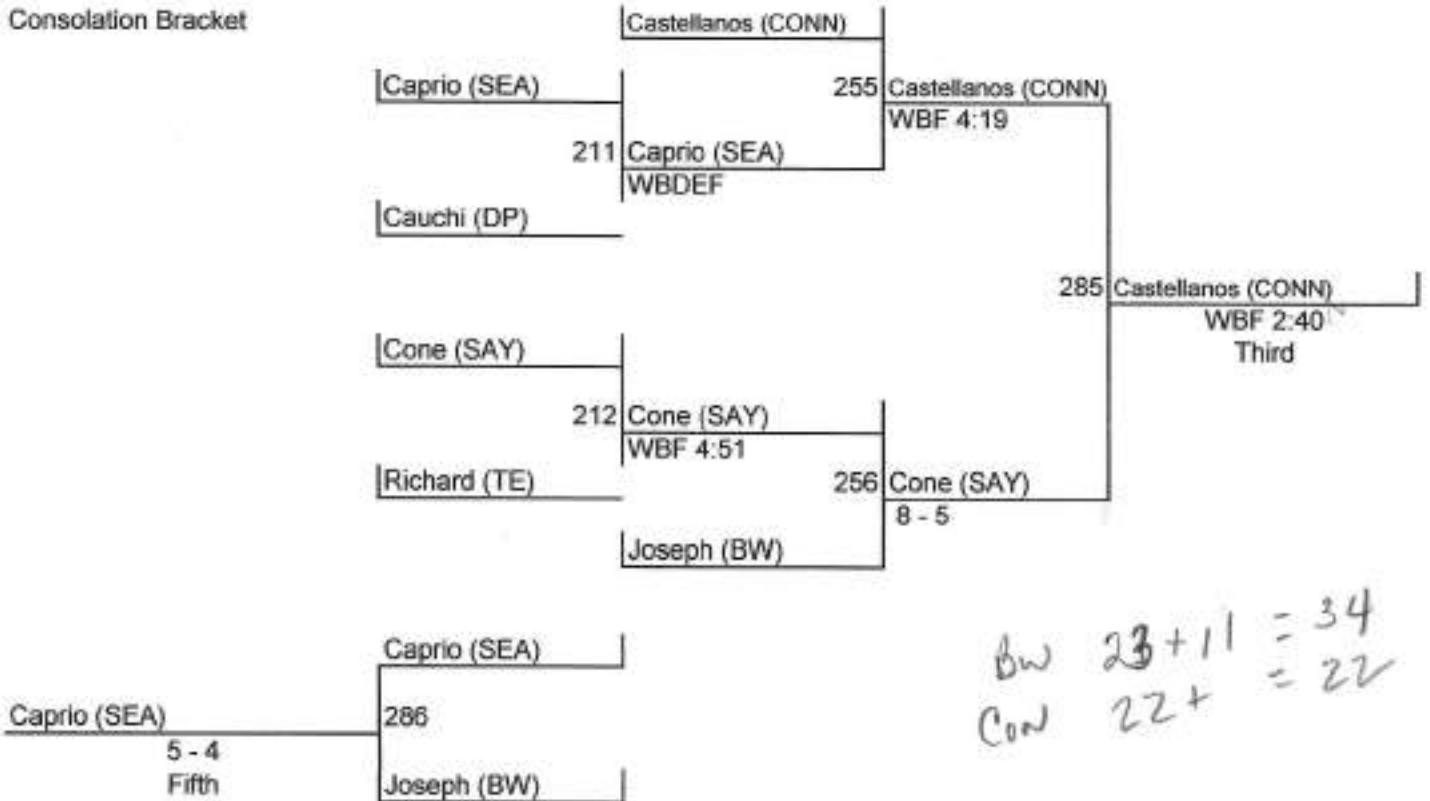 Consolation Bracket
Castellanos (CONN)
Caprio (SEA)
255 Castellanos (CONN)
WBF 4:19
211 Caprio (SEA)
WBDEF
Cauchi (DP)
285 Castellanos (CONN)
WBF 2:40
Third
Cone (SAY)
212 Cone (SAY)
WBF 4:51
Richard (TE)
256 Cone (SAY)
8 - 5
Joseph (BW)
Caprio (SEA)
Caprio (SEA)
286
5 - 4
Fifth
Joseph (BW)
BW 23 + 11 = 34
CON 22 + = 22